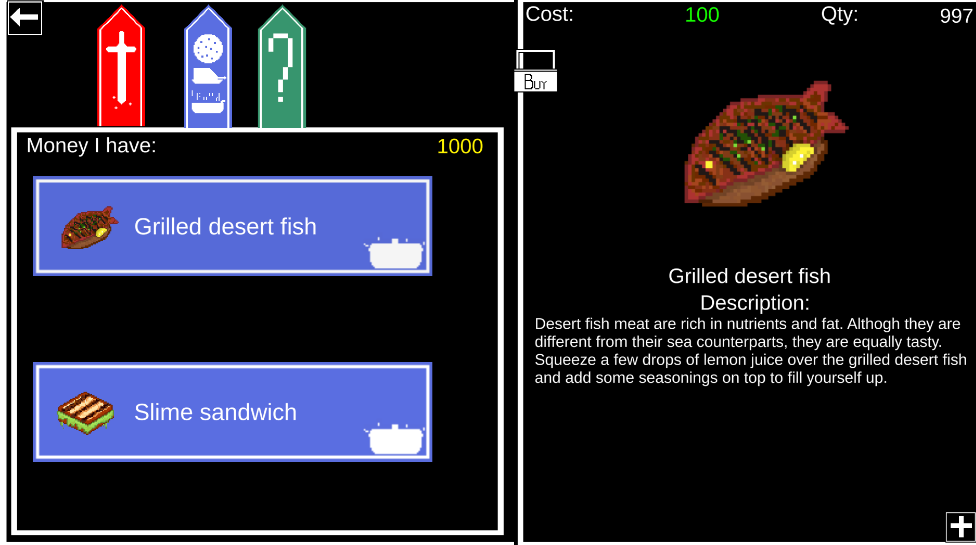 Cost: 100 Qty: 997
BUY
Money I have: 1000
Grilled desert fish
Slime sandwich
Grilled desert fish
Description:
Desert fish meat are rich in nutrients and fat. Althogh they are
different from their sea counterparts, they are equally tasty.
Squeeze a few drops of lemon juice over the grilled desert fish
and add some seasonings on top to fill yourself up.